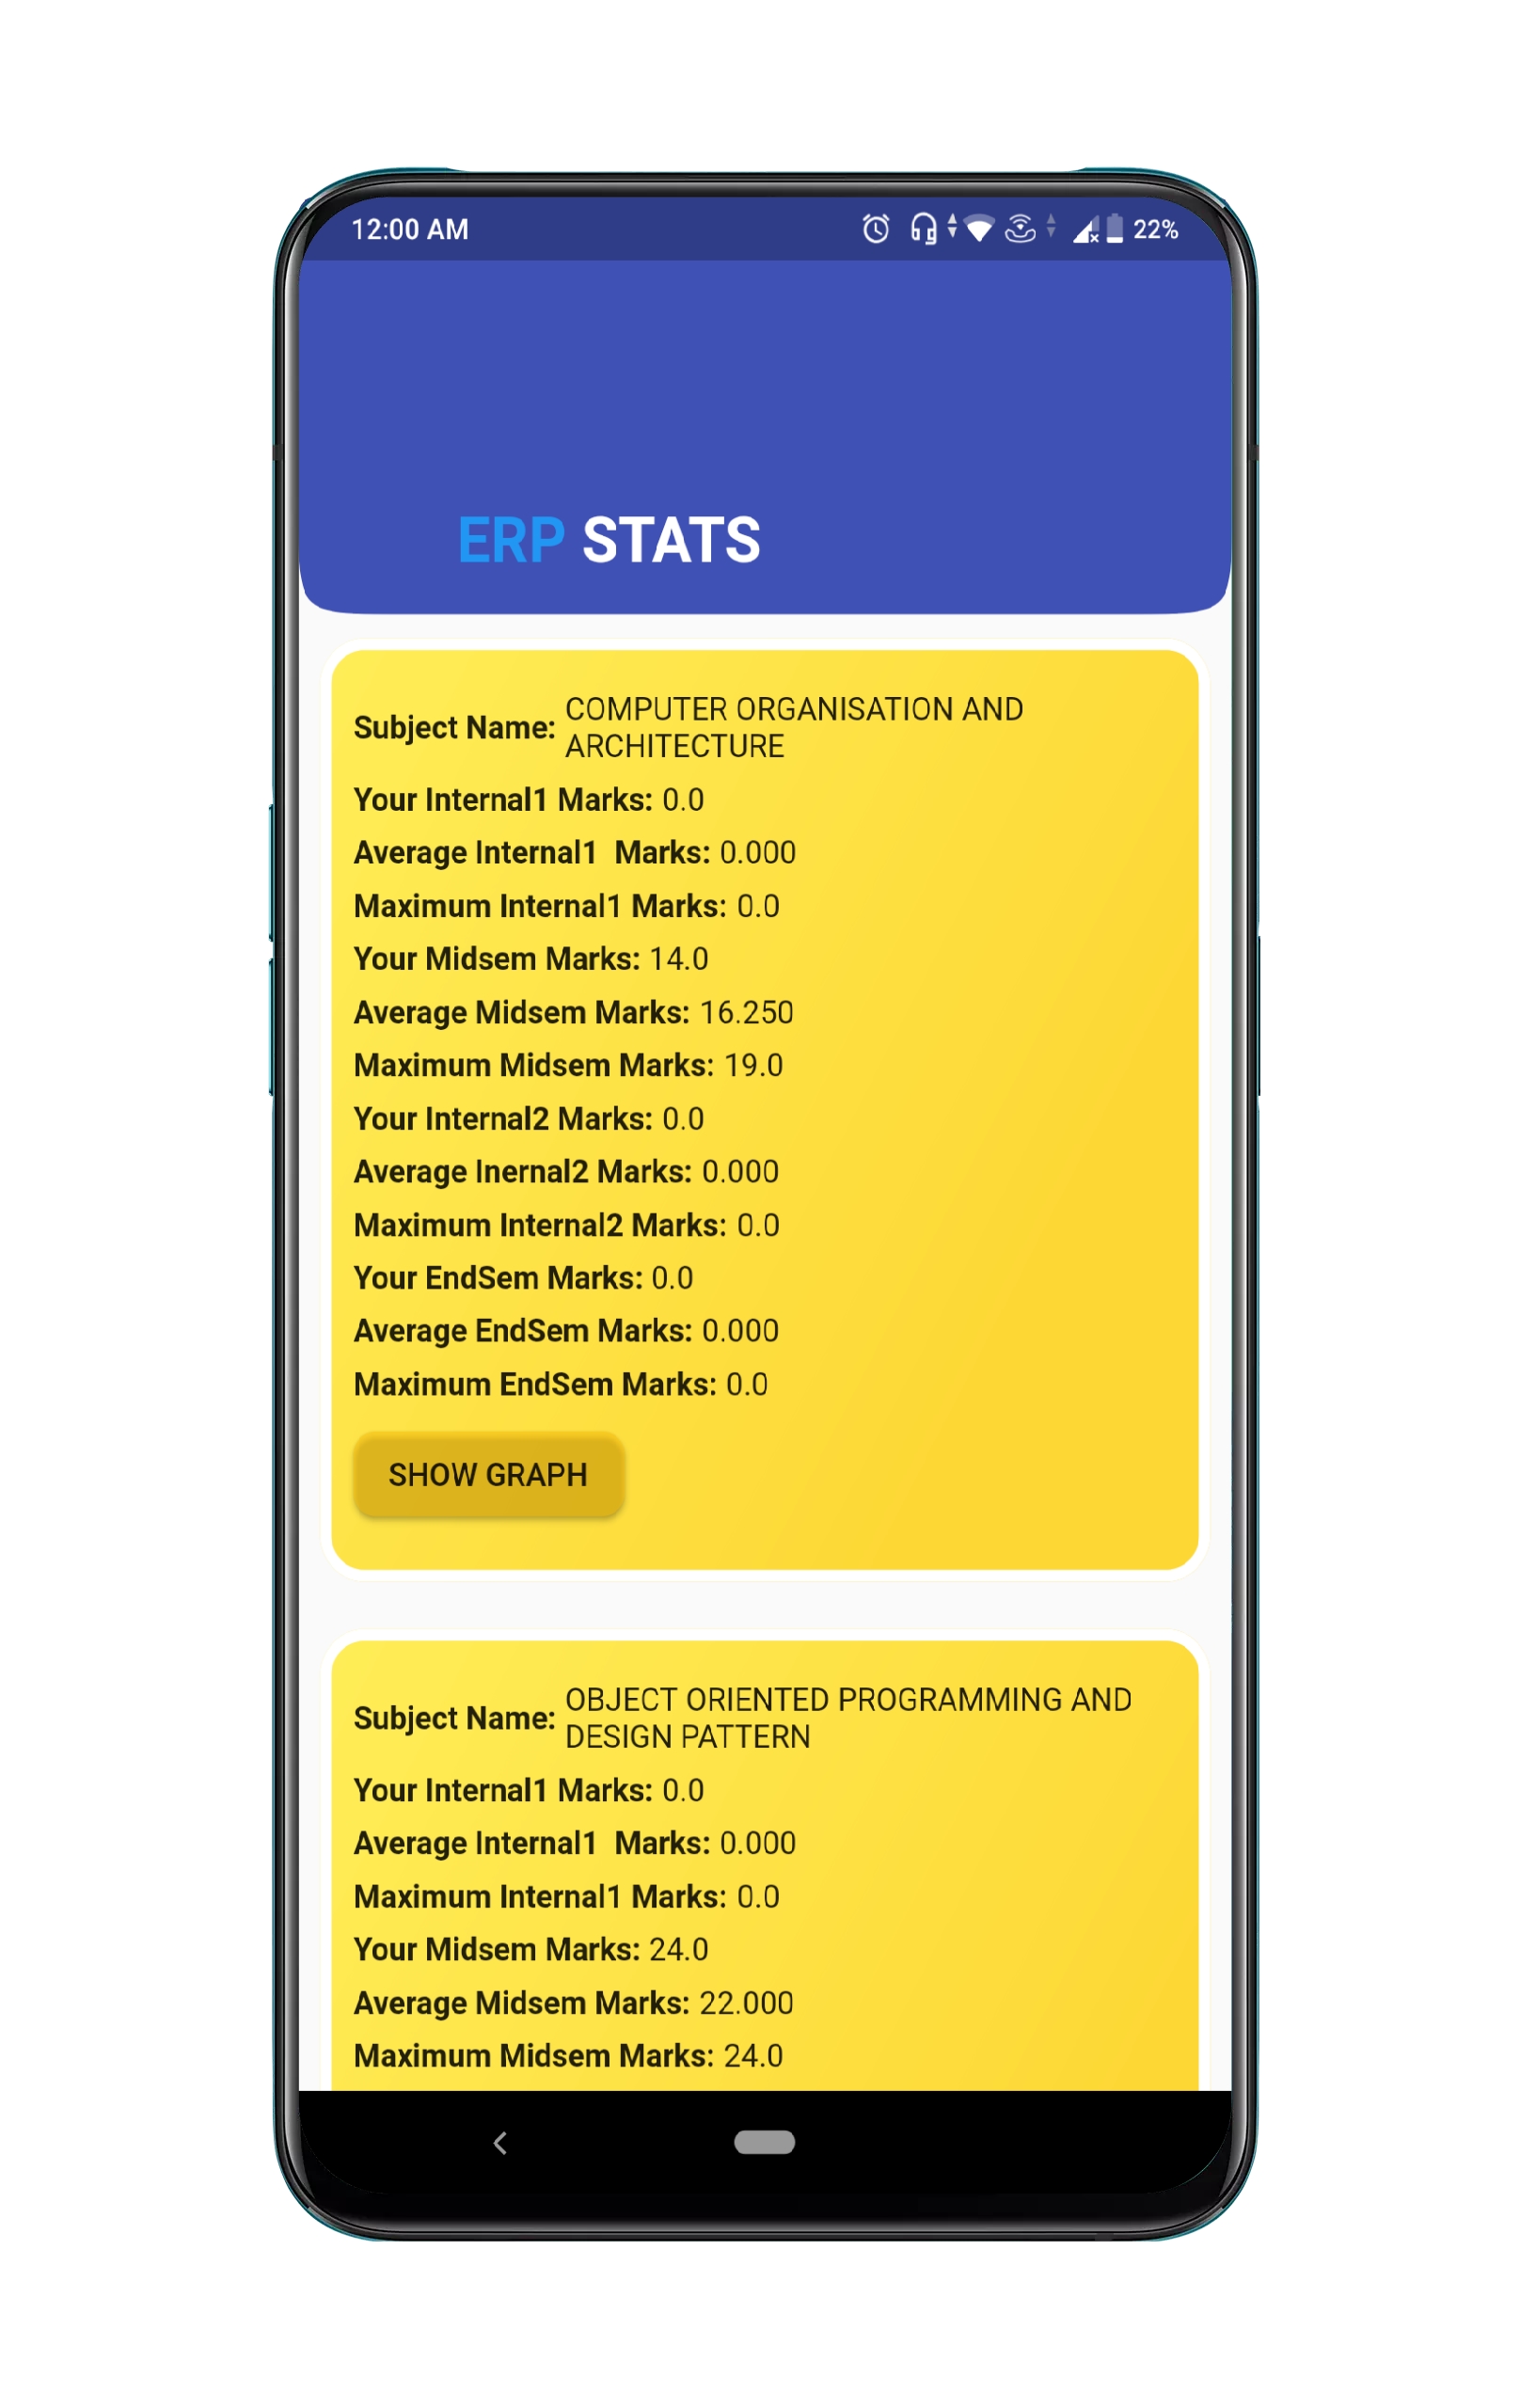 12:00 AM 22%
ERP STATS
Subject Name: COMPUTER ORGANISATION AND
ARCHITECTURE
Your Internal1 Marks: 0.0
Average Internal1  Marks: 0.000
Maximum Internal1 Marks: 0.0
Your Midsem Marks: 14.0
Average Midsem Marks: 16.250
Maximum Midsem Marks: 19.0
Your Internal2 Marks: 0.0
Average Inernal2 Marks: 0.000
Maximum Internal2 Marks: 0.0
Your EndSem Marks: 0.0
Average EndSem Marks: 0.000
Maximum EndSem Marks: 0.0
SHOW GRAPH
Subject Name: OBJECT ORIENTED PROGRAMMING AND
DESIGN PATTERN
Your Internal1 Marks: 0.0
Average Internal1  Marks: 0.000
Maximum Internal1 Marks: 0.0
Your Midsem Marks: 24.0
Average Midsem Marks: 22.000
Maximum Midsem Marks: 24.0